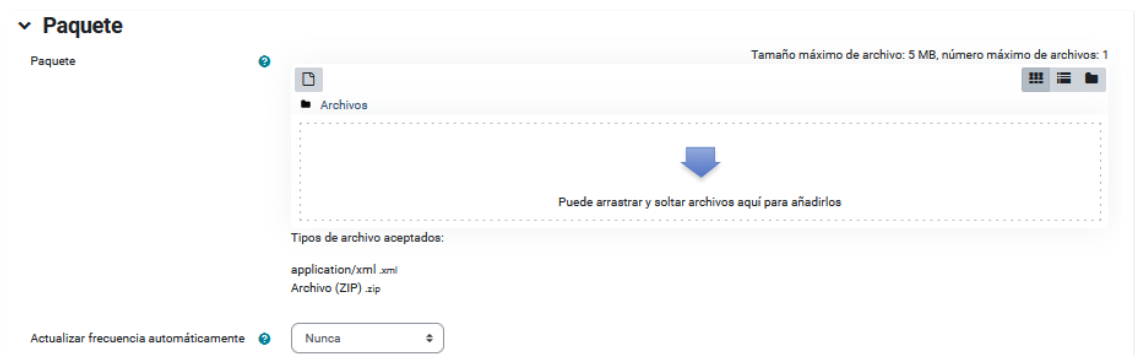 Paquete
Paquete
Tamaño máximo de archivo: 5 MB, número máximo de archivos: 1
Archivos
Puede arrastrar y soltar archivos aquí para añadirlos
Tipos de archivo aceptados:
application/xml .xml
Archivo (ZIP) .zip
Actualizar frecuencia automáticamente Nunca